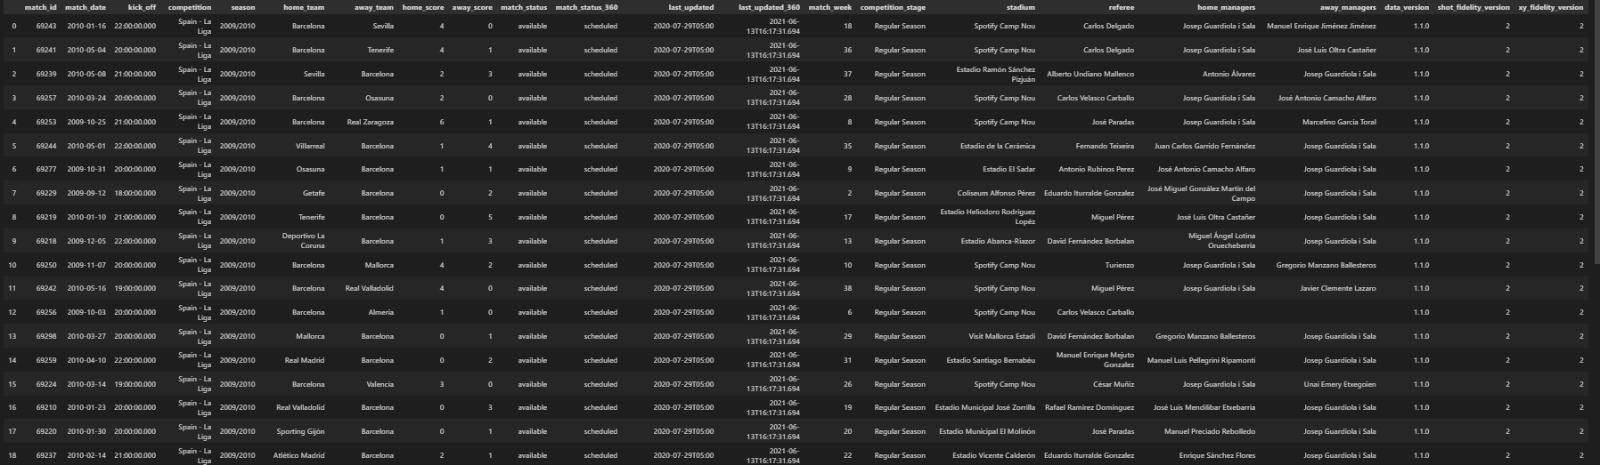 match_id match_date kick_off competition season home_team away_team home_score away_score match_status match_status_360 last_updated last_updated_360 match_week competition_stage stadium referee home_managers away_managers data_version shot_fidelity_version xy_fidelity_version
0 69243 2010-01-16 22:00:00.000 Spain - La Liga 2009/2010 Barcelona Sevilla 4 0 available scheduled 2020-07-29T05:00 2021-06-13T16:17:31.694 18 Regular Season Spotify Camp Nou Carlos Delgado Josep Guardiola i Sala Manuel Enrique Jiménez Jiménez 1.1.0 2 2
1 69241 2010-05-04 20:00:00.000 Spain - La Liga 2009/2010 Barcelona Tenerife 4 1 available scheduled 2020-07-29T05:00 2021-06-13T16:17:31.694 36 Regular Season Spotify Camp Nou Carlos Delgado Josep Guardiola i Sala José Luis Oltra Castañer 1.1.0 2 2
2 69239 2010-05-08 21:00:00.000 Spain - La Liga 2009/2010 Sevilla Barcelona 2 3 available scheduled 2020-07-29T05:00 2021-06-13T16:17:31.694 37 Regular Season Estadio Ramón Sánchez Pizjuán Alberto Undiano Mallenco Antonio Álvarez Josep Guardiola i Sala 1.1.0 2 2
3 69257 2010-03-24 20:00:00.000 Spain - La Liga 2009/2010 Barcelona Osasuna 2 0 available scheduled 2020-07-29T05:00 2021-06-13T16:17:31.694 28 Regular Season Spotify Camp Nou Carlos Velasco Carballo Josep Guardiola i Sala José Antonio Camacho Alfaro 1.1.0 2 2
4 69253 2009-10-25 21:00:00.000 Spain - La Liga 2009/2010 Barcelona Real Zaragoza 6 1 available scheduled 2020-07-29T05:00 2021-06-13T16:17:31.694 8 Regular Season Spotify Camp Nou José Paradas Josep Guardiola i Sala Marcelino García Toral 1.1.0 2 2
5 69244 2010-05-01 22:00:00.000 Spain - La Liga 2009/2010 Villarreal Barcelona 1 4 available scheduled 2020-07-29T05:00 2021-06-13T16:17:31.694 35 Regular Season Estadio de la Cerámica Fernando Teixeira Juan Carlos Garrido Fernández Josep Guardiola i Sala 1.1.0 2 2
6 69277 2009-10-31 20:00:00.000 Spain - La Liga 2009/2010 Osasuna Barcelona 1 1 available scheduled 2020-07-29T05:00 2021-06-13T16:17:31.694 9 Regular Season Estadio El Sadar Antonio Rubinos Perez José Antonio Camacho Alfaro Josep Guardiola i Sala 1.1.0 2 2
7 69229 2009-09-12 18:00:00.000 Spain - La Liga 2009/2010 Getafe Barcelona 0 2 available scheduled 2020-07-29T05:00 2021-06-13T16:17:31.694 2 Regular Season Coliseum Alfonso Pérez Eduardo Iturralde Gonzalez José Miguel González Martín del Campo Josep Guardiola i Sala 1.1.0 2 2
8 69219 2010-01-10 21:00:00.000 Spain - La Liga 2009/2010 Tenerife Barcelona 0 5 available scheduled 2020-07-29T05:00 2021-06-13T16:17:31.694 17 Regular Season Estadio Heliodoro Rodríguez Lopéz Miguel Pérez José Luis Oltra Castañer Josep Guardiola i Sala 1.1.0 2 2
9 69218 2009-12-05 22:00:00.000 Spain - La Liga 2009/2010 Deportivo La Coruna Barcelona 1 3 available scheduled 2020-07-29T05:00 2021-06-13T16:17:31.694 13 Regular Season Estadio Abanca-Riazor David Fernández Borbalan Miguel Ángel Lotina Oruecheberría Josep Guardiola i Sala 1.1.0 2 2
10 69250 2009-11-07 20:00:00.000 Spain - La Liga 2009/2010 Barcelona Mallorca 4 2 available scheduled 2020-07-29T05:00 2021-06-13T16:17:31.694 10 Regular Season Spotify Camp Nou Turienzo Josep Guardiola i Sala Gregorio Manzano Ballesteros 1.1.0 2 2
11 69242 2010-05-16 19:00:00.000 Spain - La Liga 2009/2010 Barcelona Real Valladolid 4 0 available scheduled 2020-07-29T05:00 2021-06-13T16:17:31.694 38 Regular Season Spotify Camp Nou Miguel Pérez Josep Guardiola i Sala Javier Clemente Lazaro 1.1.0 2 2
12 69256 2009-10-03 20:00:00.000 Spain - La Liga 2009/2010 Barcelona Almería 1 0 available scheduled 2020-07-29T05:00 2021-06-13T16:17:31.694 6 Regular Season Spotify Camp Nou Carlos Velasco Carballo 1.1.0 2 2
13 69298 2010-03-27 20:00:00.000 Spain - La Liga 2009/2010 Mallorca Barcelona 0 1 available scheduled 2020-07-29T05:00 2021-06-13T16:17:31.694 29 Regular Season Visit Mallorca Estadi David Fernández Borbalan Gregorio Manzano Ballesteros Josep Guardiola i Sala 1.1.0 2 2
14 69259 2010-04-10 22:00:00.000 Spain - La Liga 2009/2010 Real Madrid Barcelona 0 2 available scheduled 2020-07-29T05:00 2021-06-13T16:17:31.694 31 Regular Season Estadio Santiago Bernabéu Manuel Enrique Mejuto Gonzalez Manuel Luis Pellegrini Ripamonti Josep Guardiola i Sala 1.1.0 2 2
15 69224 2010-03-14 19:00:00.000 Spain - La Liga 2009/2010 Barcelona Valencia 3 0 available scheduled 2020-07-29T05:00 2021-06-13T16:17:31.694 26 Regular Season Spotify Camp Nou César Muñiz Josep Guardiola i Sala Unai Emery Etxegoien 1.1.0 2 2
16 69210 2010-01-23 20:00:00.000 Spain - La Liga 2009/2010 Real Valladolid Barcelona 0 3 available scheduled 2020-07-29T05:00 2021-06-13T16:17:31.694 19 Regular Season Estadio Municipal José Zorrilla Rafael Ramírez Domínguez José Luis Mendilibar Etxebarria Josep Guardiola i Sala 1.1.0 2 2
17 69220 2010-01-30 20:00:00.000 Spain - La Liga 2009/2010 Sporting Gijón Barcelona 0 1 available scheduled 2020-07-29T05:00 2021-06-13T16:17:31.694 20 Regular Season Estadio Municipal El Molinón José Paradas Manuel Preciado Rebolledo Josep Guardiola i Sala 1.1.0 2 2
18 69237 2010-02-14 21:00:00.000 Spain - La Liga 2009/2010 Atlético Madrid Barcelona 2 1 available scheduled 2020-07-29T05:00 2021-06-13T16:17:31.694 22 Regular Season Estadio Vicente Calderón Eduardo Iturralde Gonzalez Enrique Sánchez Flores Josep Guardiola i Sala 1.1.0 2 2